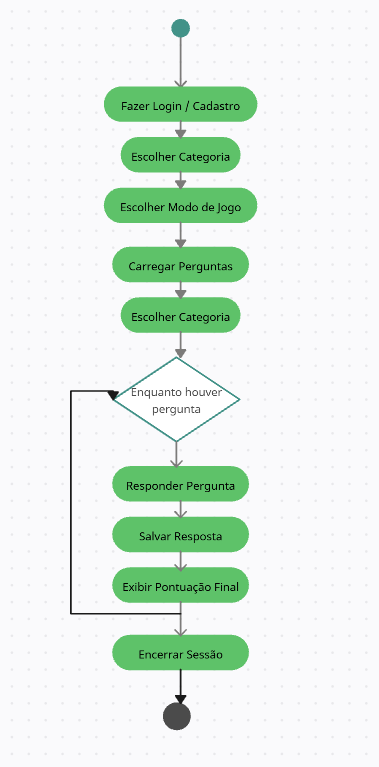 Fazer Login / Cadastro
Escolher Categoria
Escolher Modo de Jogo
Carregar Perguntas
Escolher Categoria
Enquanto houver
pergunta
Responder Pergunta
Salvar Resposta
Exibir Pontuação Final
Encerrar Sessão